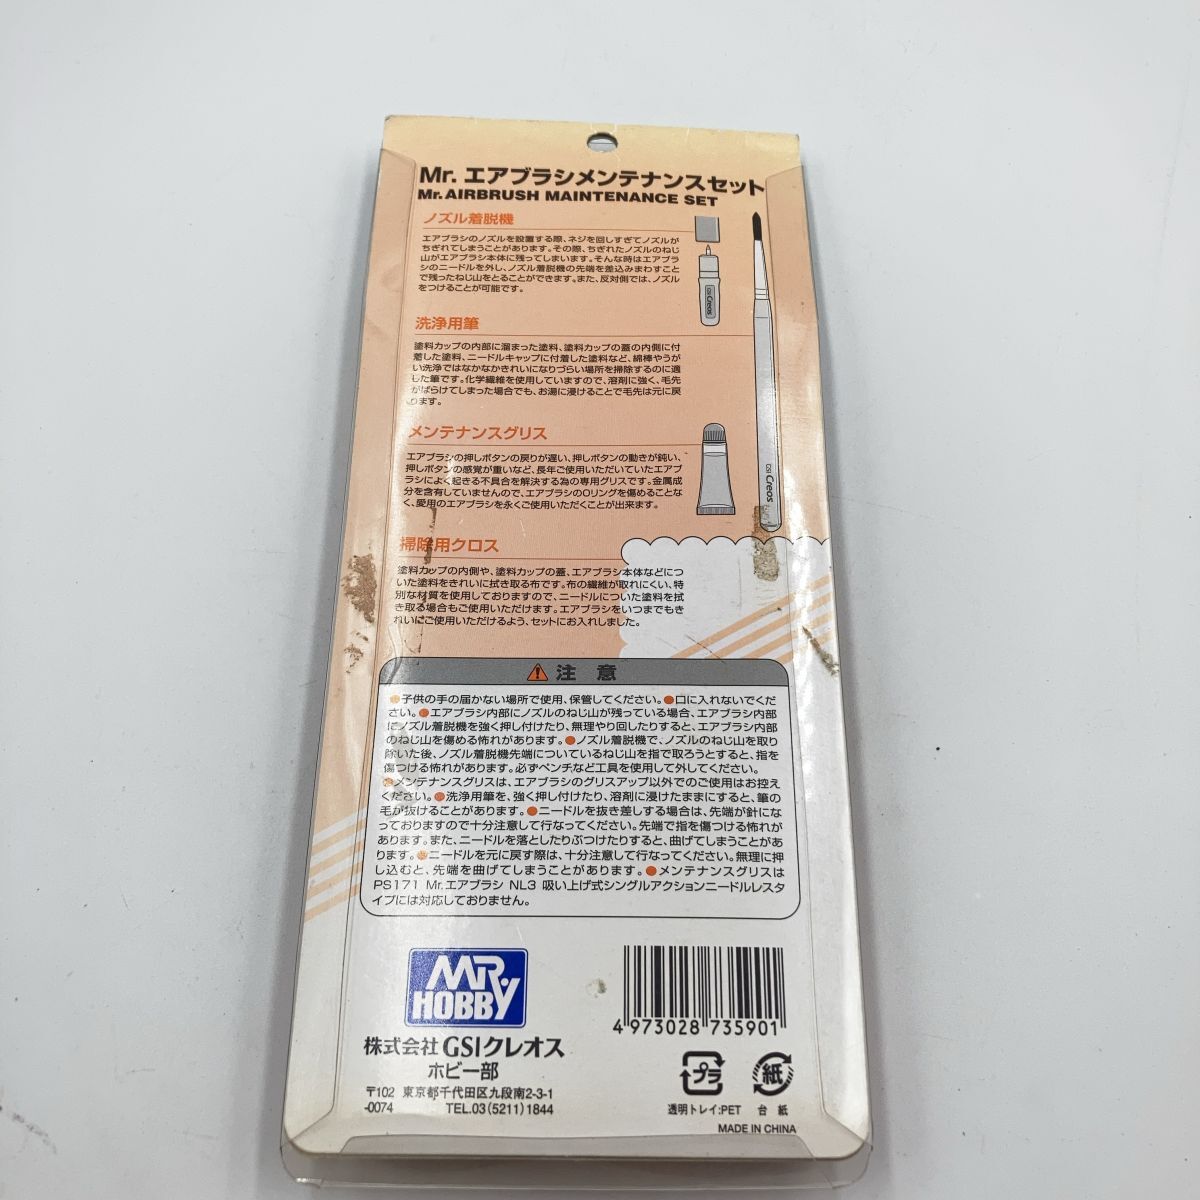 Mr. エアブラシメンテナンスセット
Mr. AIRBRUSH MAINTENANCE SET
ノズル着脱機
エアブラシのノズルを設置する際、ネジを回しすぎてノズルが
ちぎれてしまうことがあります。その際、ちぎれたノズルのねじ
山がエアブラシ本体に残ってしまいます。そんな時はエアブラ
シのニードルを外し、ノズル着脱機の先端を差込みまわすこと
で残ったねじ山をとることができます。また、反対側では、ノズル
をつけることが可能です。
GSI Creos
洗浄用筆
塗料カップの内部に溜まった塗料、塗料カップの蓋の内側に付
着した塗料、ニードルキャップに付着した塗料など、綿棒やうが
い洗浄ではなかなかきれいになりづらい場所を掃除するのに適
した筆です。化学繊維を使用していますので、溶剤に強く、毛先
がばらけてしまった場合でも、お湯に浸けることで毛先は元に戻
ります。
メンテナンスグリス
エアブラシの押しボタンの戻りが遅い、押しボタンの動きが鈍い、
押しボタンの感覚が重いなど、長年ご使用いただいていたエアブ
ラシによく起きる不具合を解決する為の専用グリスです。金属成
分を含有していませんので、エアブラシのOリングを傷めることな
く、愛用のエアブラシを永くご使用いただくことが出来ます。
GSI Creos
掃除用クロス
塗料カップの内側や、塗料カップの蓋、エアブラシ本体などにつ
いた塗料をきれいに拭き取る布です。布の繊維が取れにくい、特
別な材質を使用しておりますので、ニードルについた塗料を拭
き取る場合もご使用いただけます。エアブラシをいつまでもき
れいにご使用いただけるよう、セットにお入れしました。
注意
●子供の手の届かない場所で使用、保管してください。●口に入れないでくだ
さい。●エアブラシ内部にノズルのねじ山が残っている場合、エアブラシ内部
にノズル着脱機を強く押し付けたり、無理やり回したりすると、エアブラシ内部
のねじ山を傷める怖れがあります。●ノズル着脱機で、ノズルのねじ山を取り
除いた後、ノズル着脱機先端についているねじ山を指で取ろうとすると、指を
傷つける怖れがあります。必ずペンチなど工具を使用して外してください。
●メンテナンスグリスは、エアブラシのグリスアップ以外でのご使用はお控え
ください。●洗浄用筆を、強く押し付けたり、溶剤に浸けたままにすると、筆の
毛が抜けることがあります。●ニードルを抜き差しする場合は、先端が針にな
っておりますので十分注意して行なってください。先端で指を傷つける怖れが
あります。また、ニードルを落としたりぶつけたりすると、曲げてしまうことがあ
ります。●ニードルを元に戻す際は、十分注意して行なってください。無理に押
し込むと、先端を曲げてしまうことがあります。●メンテナンスグリスは
PS171 Mr.エアブラシ NL3 吸い上げ式シングルアクションニードルレスタ
イプには対応しておりません。
MR. HOBBY
株式会社 GSIクレオス
ホビー部
〒102 東京都千代田区九段南2-3-1
-0074 TEL.03(5211)1844
4 973028 735901
プラ
紙
透明トレイ:PET 台 紙
MADE IN CHINA